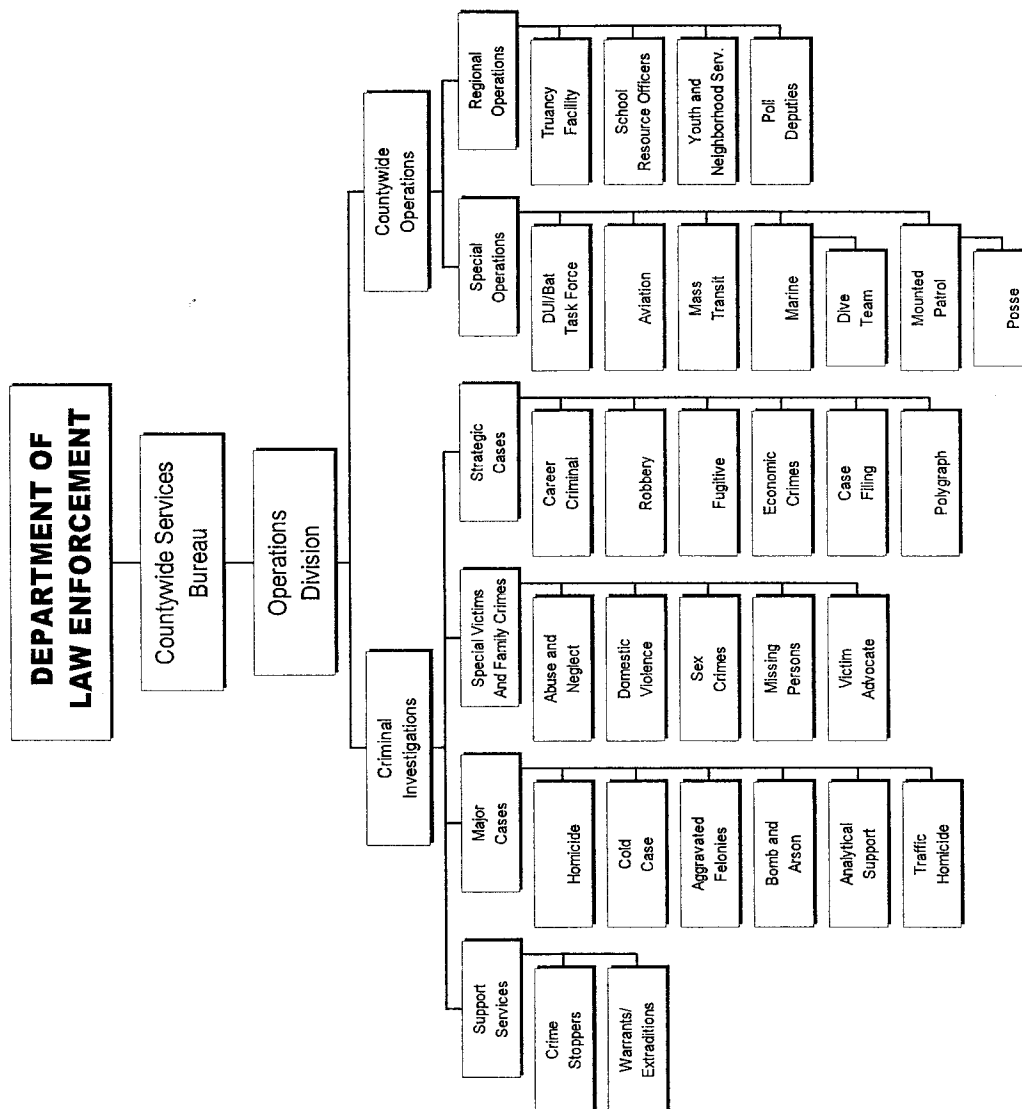 DEPARTMENT OF
LAW ENFORCEMENT
Countywide Services
Bureau
Operations
Division
Criminal
Investigations
Countywide
Operations
Support
Services
Crime
Stoppers
Warrants/
Extraditions
Major
Cases
Homicide
Cold
Case
Aggravated
Felonies
Bomb and
Arson
Analytical
Support
Traffic
Homicide
Special Victims
And Family Crimes
Abuse and
Neglect
Domestic
Violence
Sex
Crimes
Missing
Persons
Victim
Advocate
Strategic
Cases
Career
Criminal
Robbery
Fugitive
Economic
Crimes
Case
Filing
Polygraph
Special
Operations
DUI/Bat
Task Force
Aviation
Mass
Transit
Marine
Dive
Team
Mounted
Patrol
Posse
Regional
Operations
Truancy
Facility
School
Resource Officers
Youth and
Neighborhood Serv.
Poll
Deputies